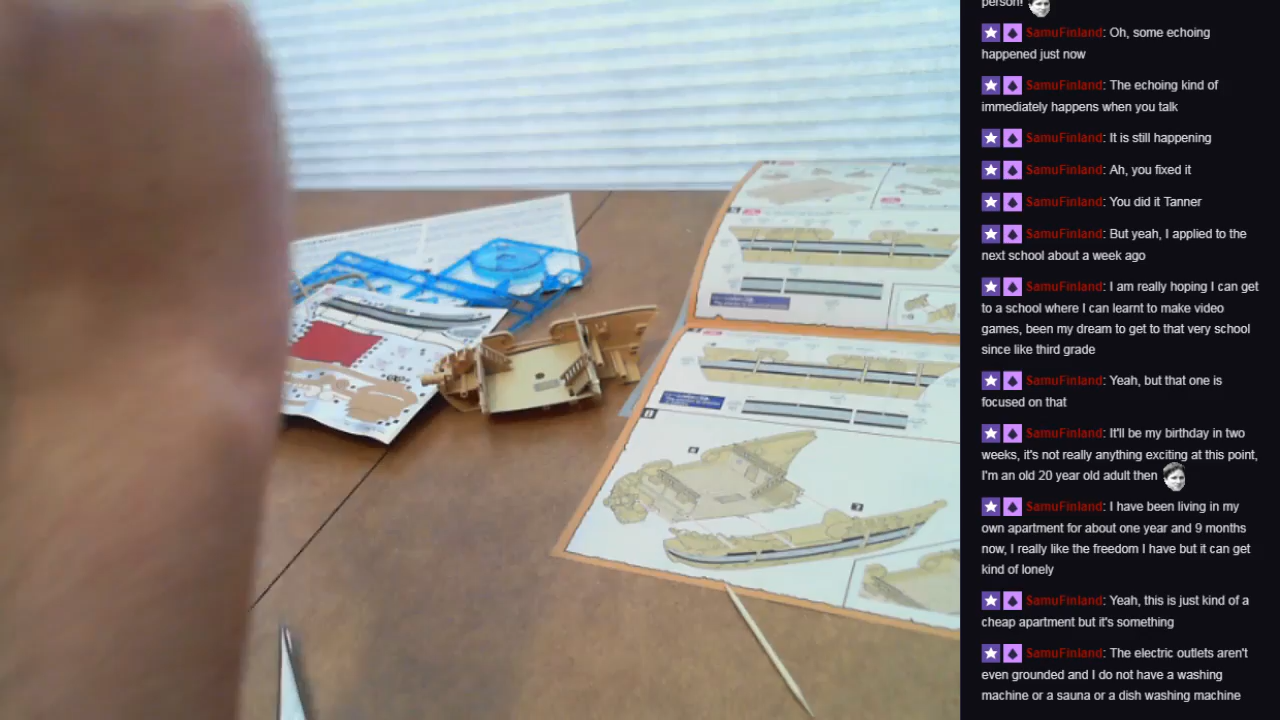 person!
SamuFinland: Oh, some echoing
happened just now
SamuFinland: The echoing kind of
immediately happens when you talk
SamuFinland: It is still happening
SamuFinland: Ah, you fixed it
SamuFinland: You did it Tanner
SamuFinland: But yeah, I applied to the
next school about a week ago
SamuFinland: I am really hoping I can get
to a school where I can learnt to make video
games, been my dream to get to that very school
since like third grade
SamuFinland: Yeah, but that one is
focused on that
SamuFinland: It'll be my birthday in two
weeks, it's not really anything exciting at this point,
I'm an old 20 year old adult then
SamuFinland: I have been living in my
own apartment for about one year and 9 months
now, I really like the freedom I have but it can get
kind of lonely
SamuFinland: Yeah, this is just kind of a
cheap apartment but it's something
SamuFinland: The electric outlets aren't
even grounded and I do not have a washing
machine or a sauna or a dish washing machine